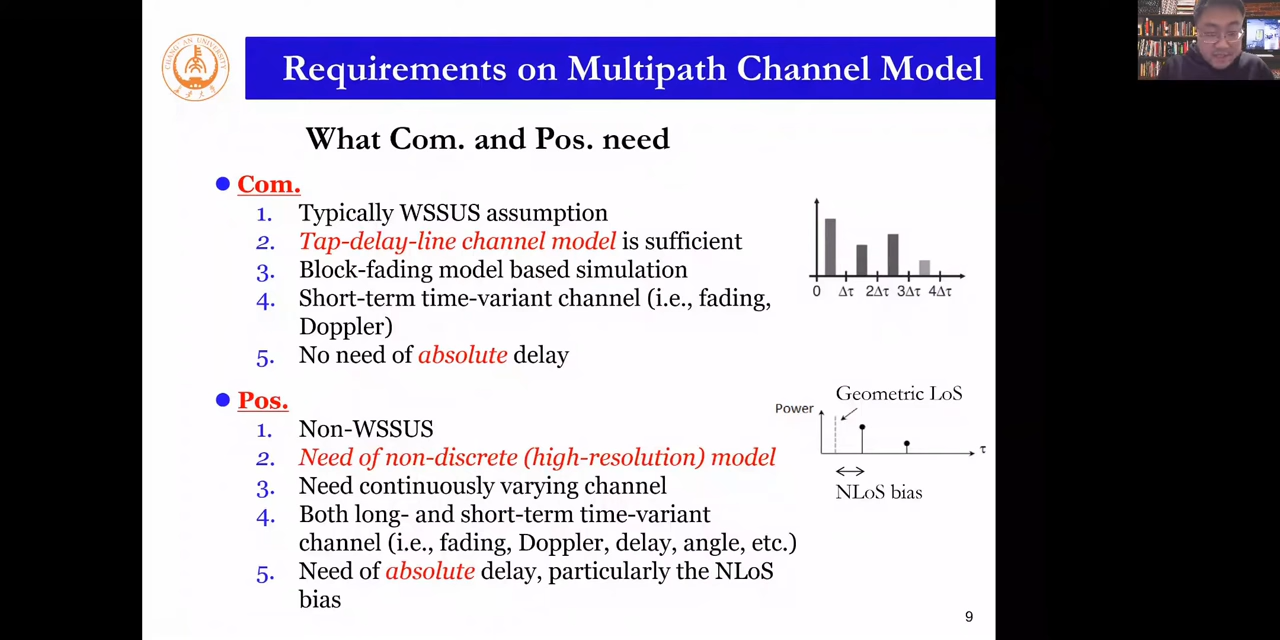 Requirements on Multipath Channel Model
What Com. and Pos. need
Com.
1. Typically WSSUS assumption
2. Tap-delay-line channel model is sufficient
3. Block-fading model based simulation
4. Short-term time-variant channel (i.e., fading,
Doppler)
5. No need of absolute delay
0 Δτ 2Δτ 3Δτ 4Δτ
Pos.
1. Non-WSSUS
2. Need of non-discrete (high-resolution) model
3. Need continuously varying channel
4. Both long- and short-term time-variant
channel (i.e., fading, Doppler, delay, angle, etc.)
5. Need of absolute delay, particularly the NLoS
bias
Geometric LoS
Power
τ
NLoS bias
9
CHANG'AN UNIVERSITY